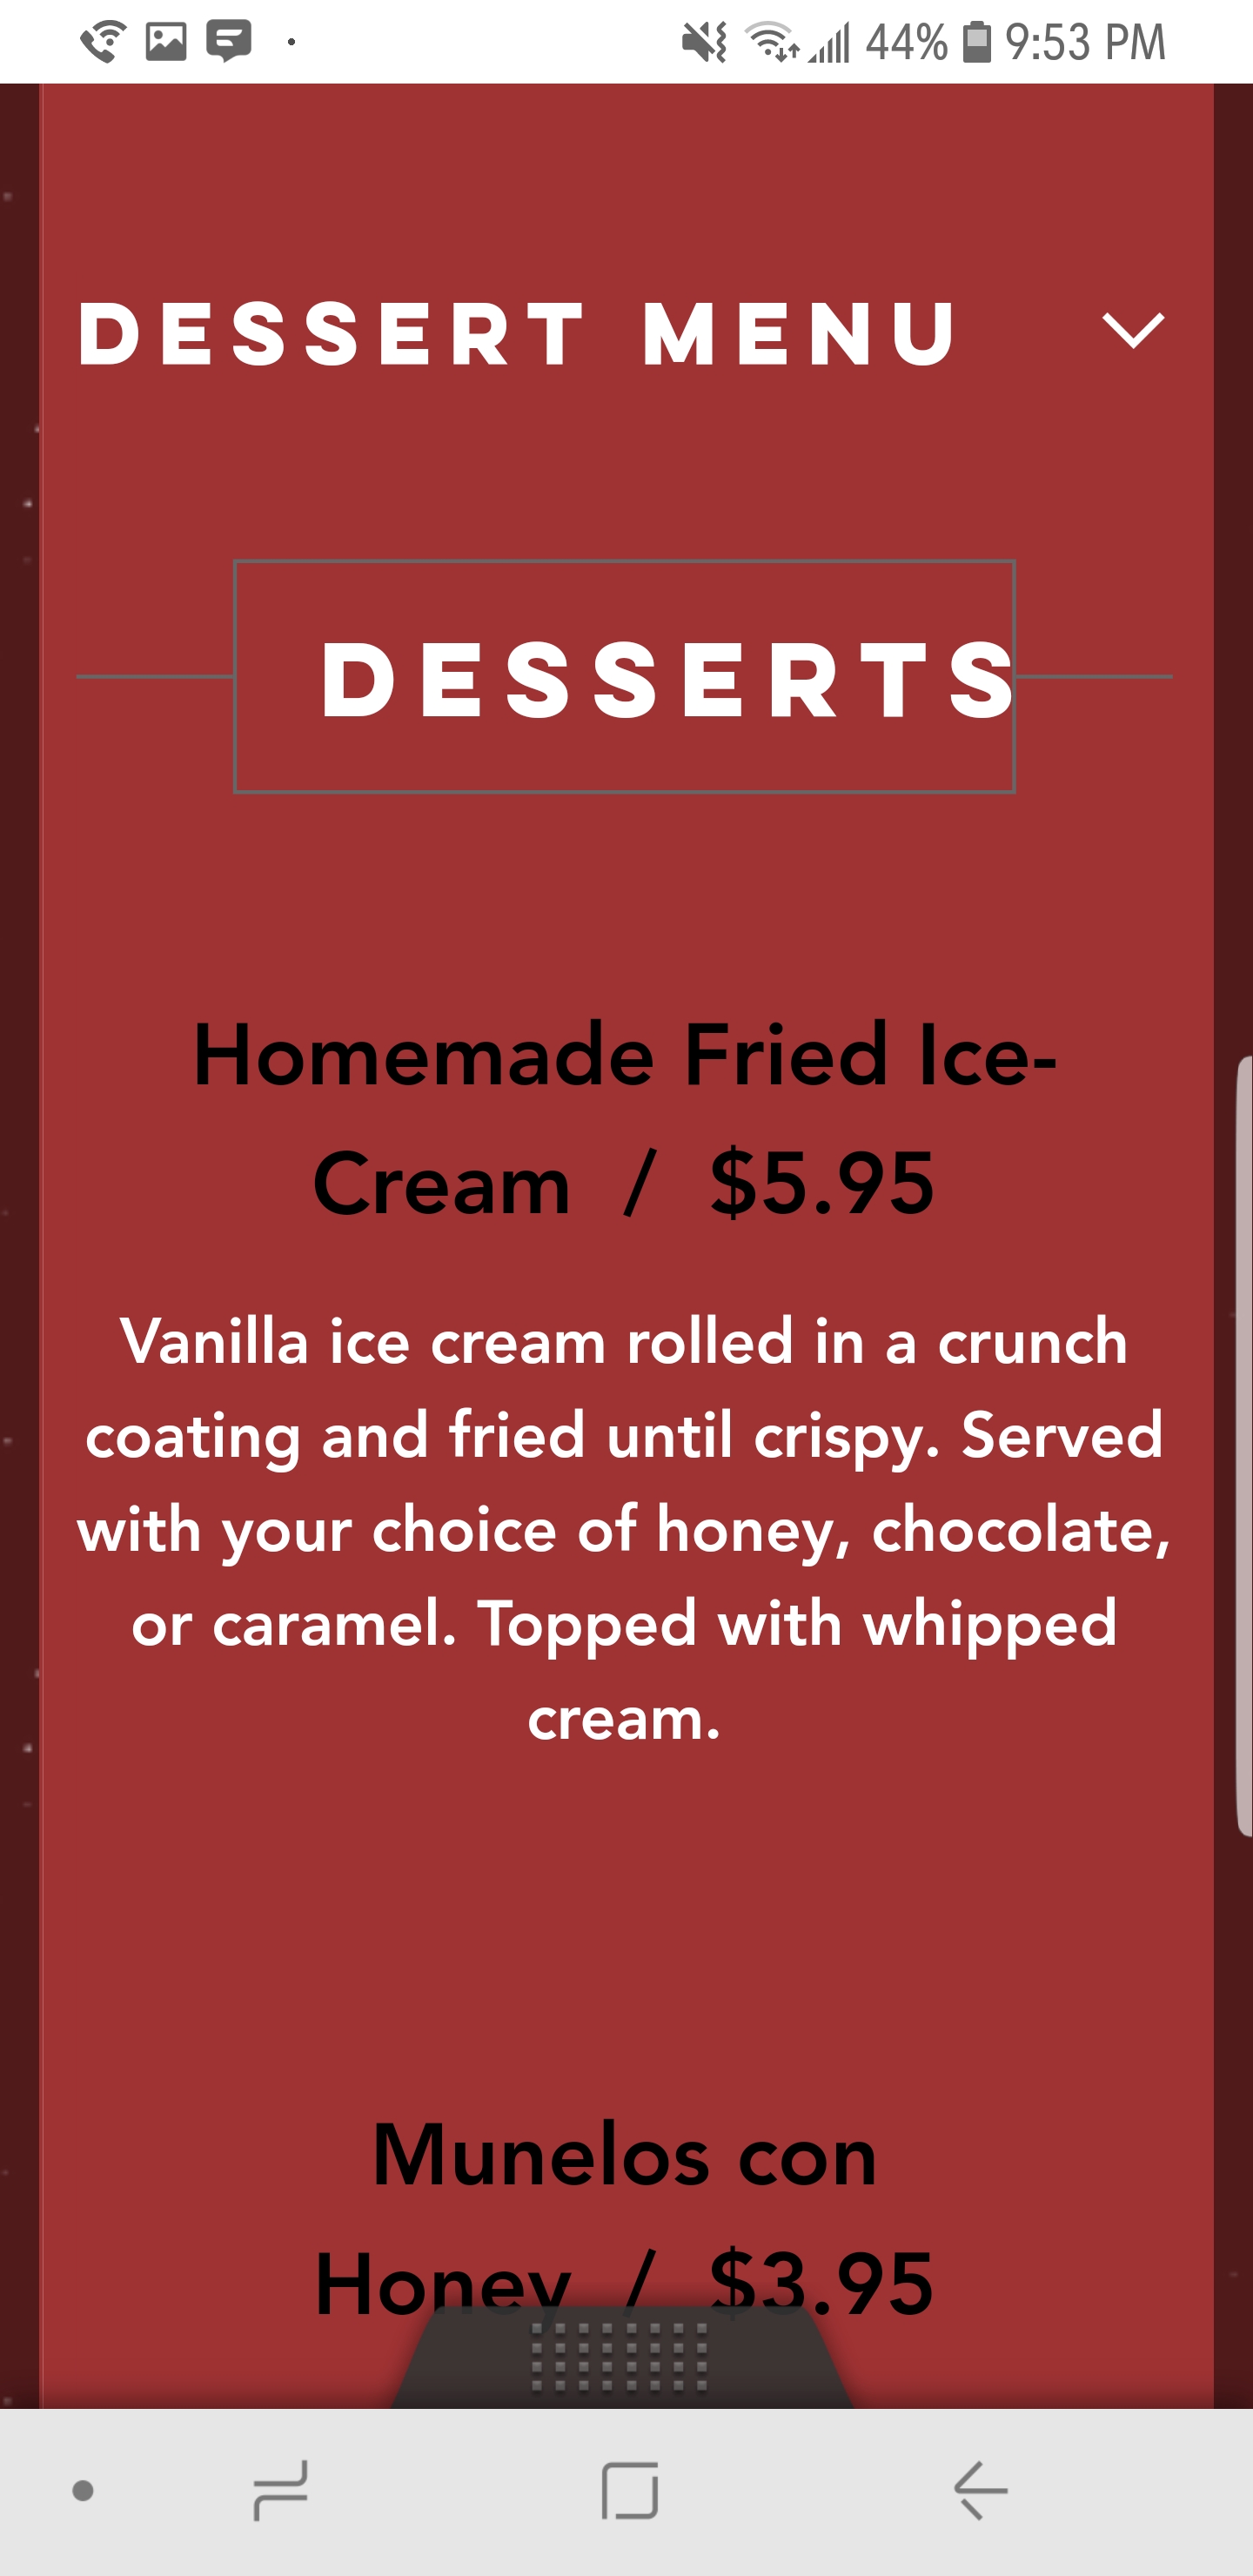 44% 9:53 PM
DESSERT MENU
DESSERTS
Homemade Fried Ice-
Cream / $5.95
Vanilla ice cream rolled in a crunch
coating and fried until crispy. Served
with your choice of honey, chocolate,
or caramel. Topped with whipped
cream.
Munelos con
Honey / $3.95